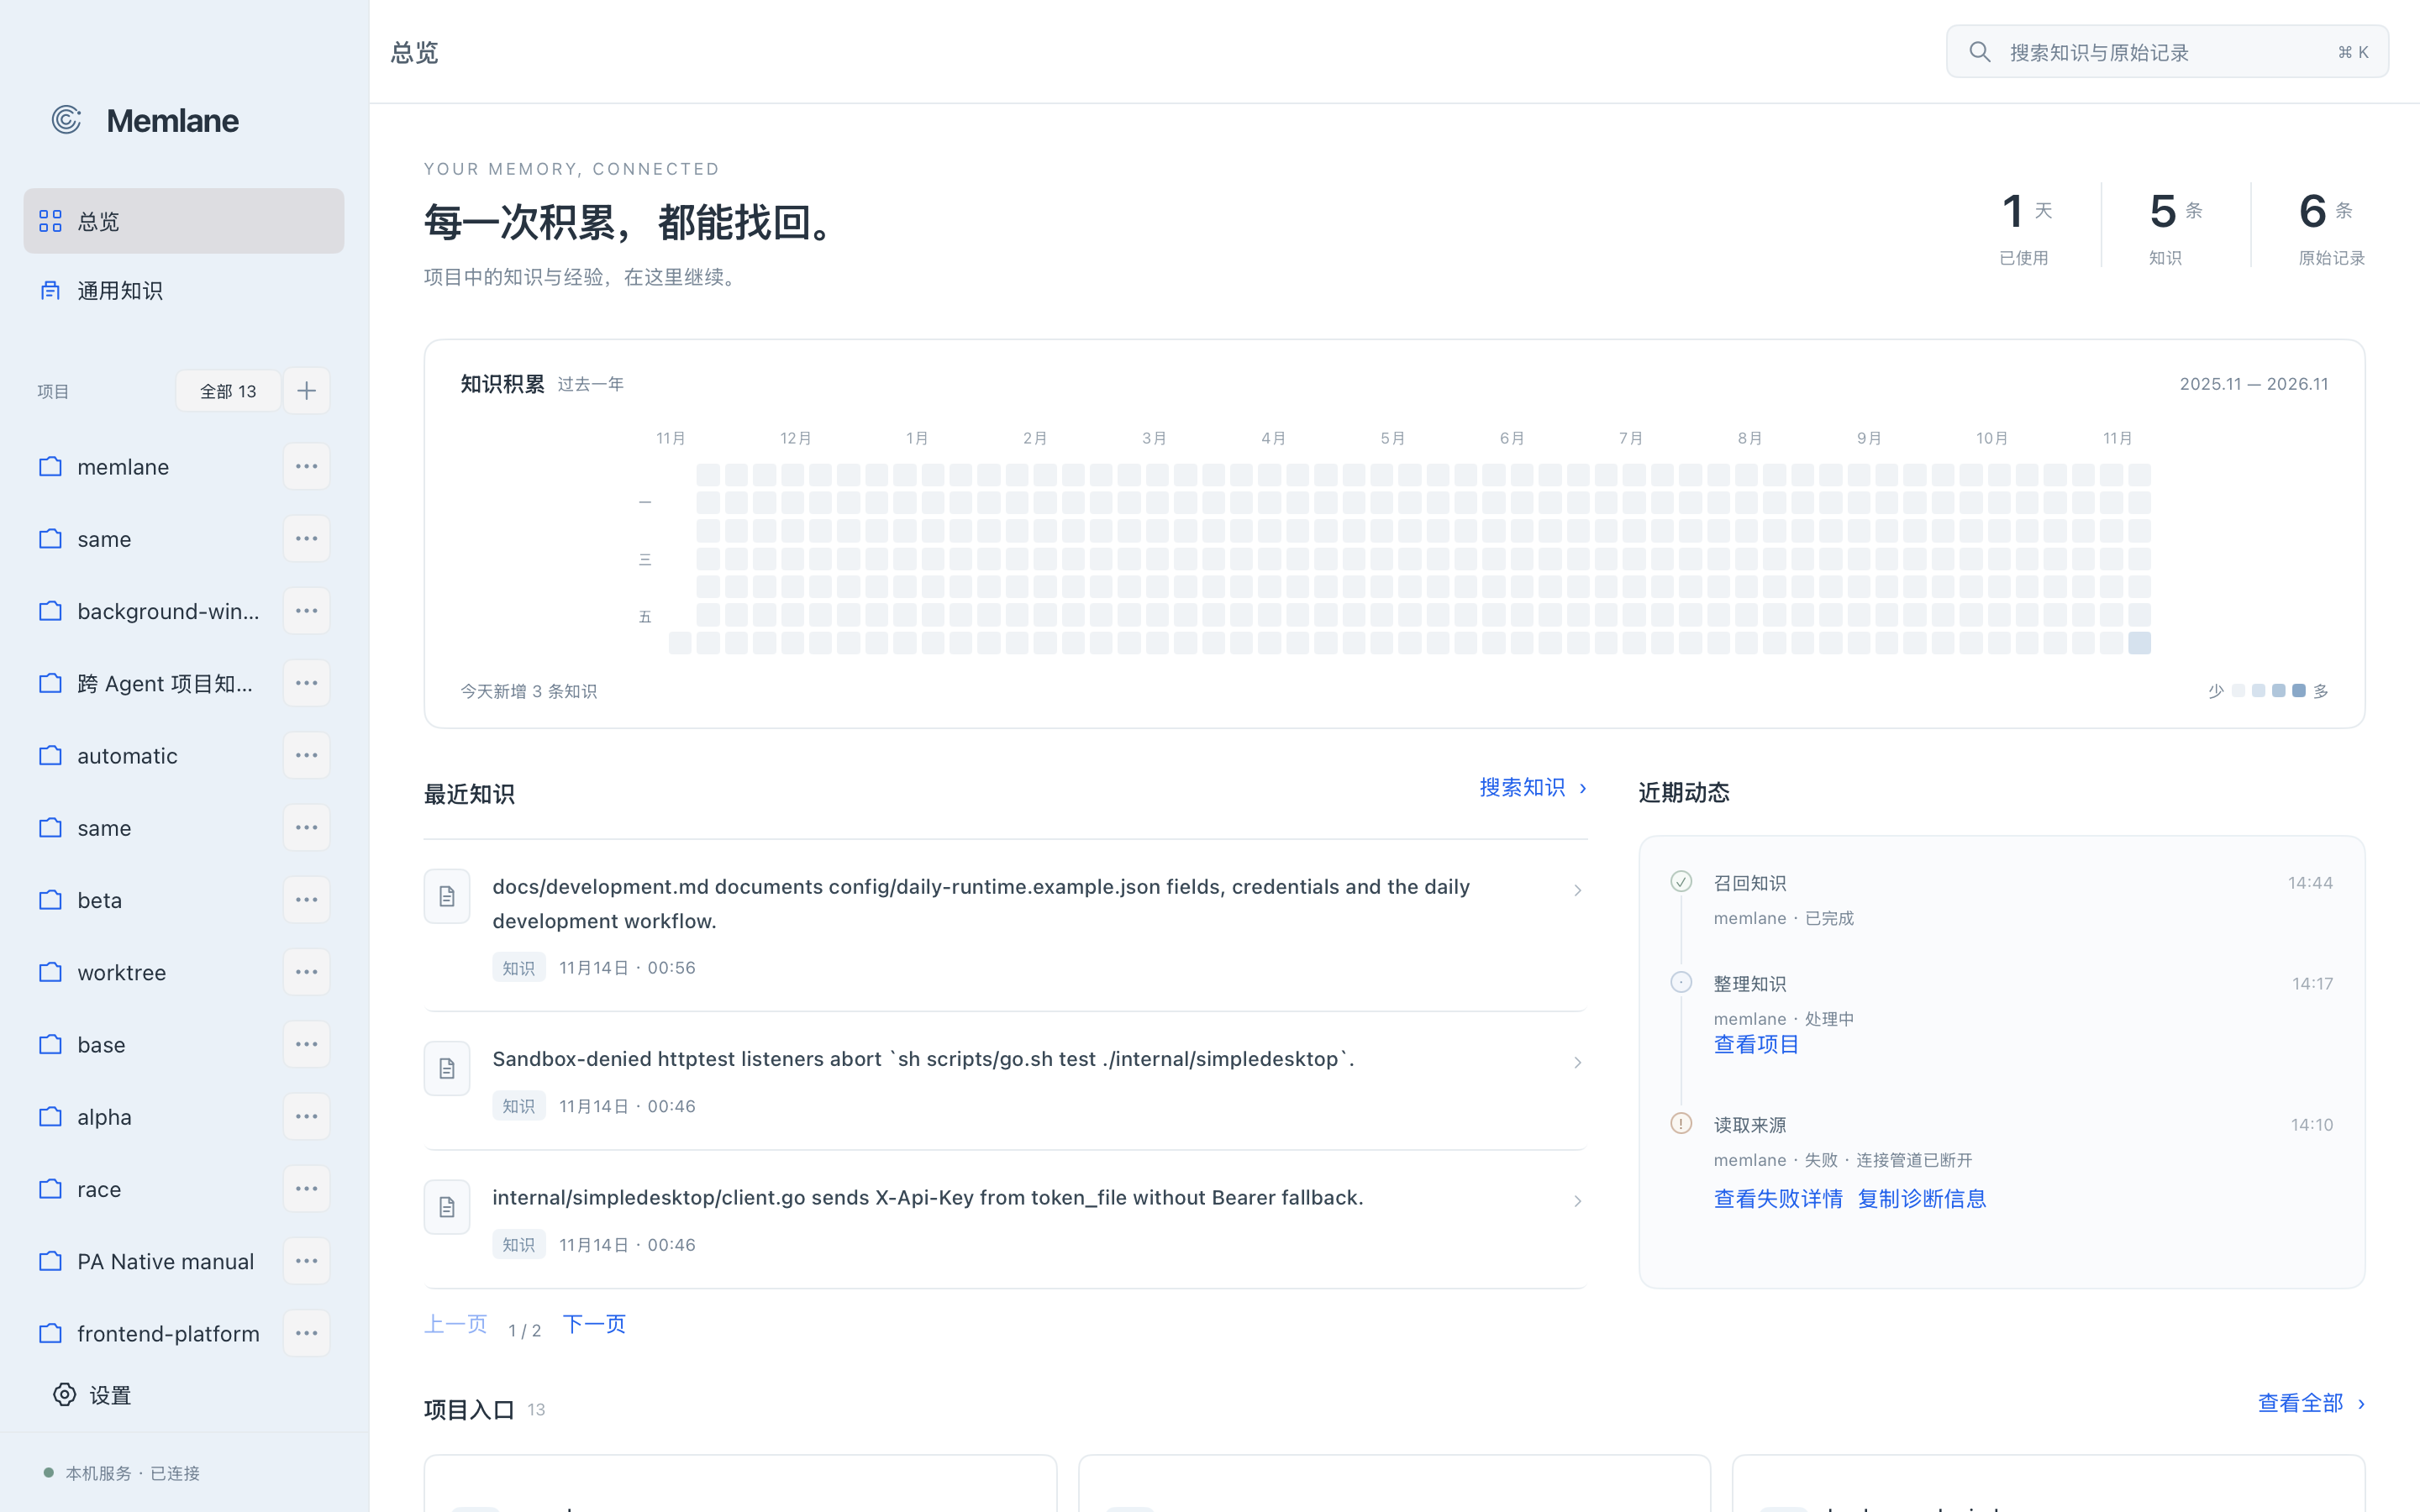 Memlane
总览
通用知识
项目
全部 13
memlane
same
background-win...
跨 Agent 项目知...
automatic
same
beta
worktree
base
alpha
race
PA Native manual
frontend-platform
设置
本机服务 · 已连接
总览
搜索知识与原始记录
⌘ K
YOUR MEMORY, CONNECTED
每一次积累，都能找回。
项目中的知识与经验，在这里继续。
1 天
已使用
5 条
知识
6 条
原始记录
知识积累 过去一年
2025.11 — 2026.11
11月 12月 1月 2月 3月 4月 5月 6月 7月 8月 9月 10月 11月
一
三
五
今天新增 3 条知识
少
多
最近知识
搜索知识 ›
docs/development.md documents config/daily-runtime.example.json fields, credentials and the daily
development workflow.
知识 11月14日 · 00:56
Sandbox-denied httptest listeners abort `sh scripts/go.sh test ./internal/simpledesktop`.
知识 11月14日 · 00:46
internal/simpledesktop/client.go sends X-Api-Key from token_file without Bearer fallback.
知识 11月14日 · 00:46
上一页 1 / 2 下一页
近期动态
召回知识 14:44
memlane · 已完成
整理知识 14:17
memlane · 处理中
查看项目
读取来源 14:10
memlane · 失败 · 连接管道已断开
查看失败详情 复制诊断信息
项目入口 13
查看全部 ›